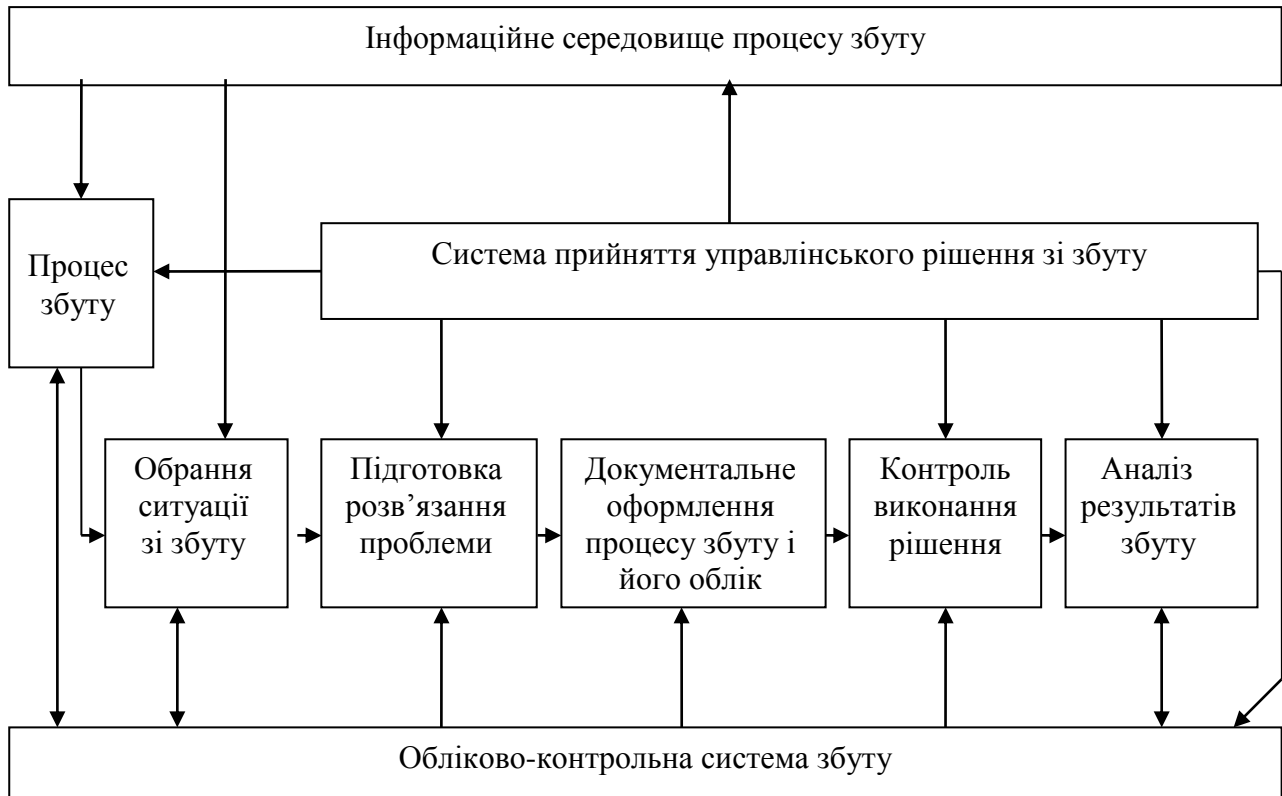 Інформаційне середовище процесу збуту
Процес
збуту
Система прийняття управлінського рішення зі збуту
Обрання
ситуації
зі збуту
Підготовка
розв’язання
проблеми
Документальне
оформлення
процесу збуту і
його облік
Контроль
виконання
рішення
Аналіз
результатів
збуту
Обліково-контрольна система збуту